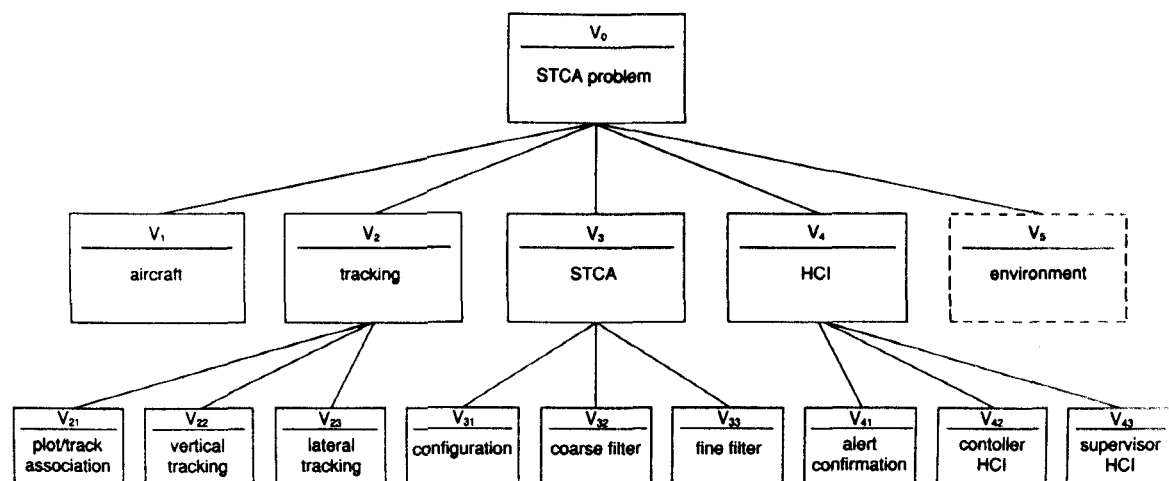 V₀
STCA problem
V₁
aircraft
V₂
tracking
V₃
STCA
V₄
HCI
V₅
environment
V₂₁
plot/track
association
V₂₂
vertical
tracking
V₂₃
lateral
tracking
V₃₁
configuration
V₃₂
coarse filter
V₃₃
fine filter
V₄₁
alert
confirmation
V₄₂
contoller
HCI
V₄₃
supervisor
HCI